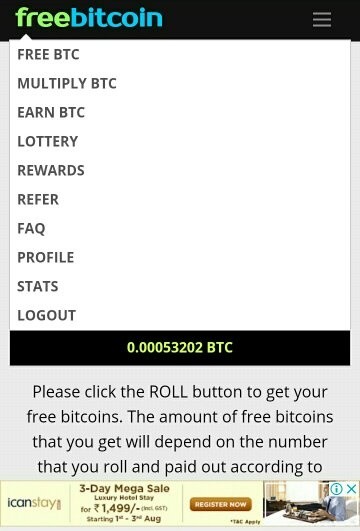 freebitcoin
FREE BTC
MULTIPLY BTC
EARN BTC
LOTTERY
REWARDS
REFER
FAQ
PROFILE
STATS
LOGOUT
0.00053202 BTC
Please click the ROLL button to get your
free bitcoins. The amount of free bitcoins
that you get will depend on the number
that you roll and paid out according to
icanstay
3-Day Mega Sale
Luxury Hotel Stay
for ₹1,499/- (Incl. GST)
Starting 1st - 3rd Aug
REGISTER NOW
*T&C Apply